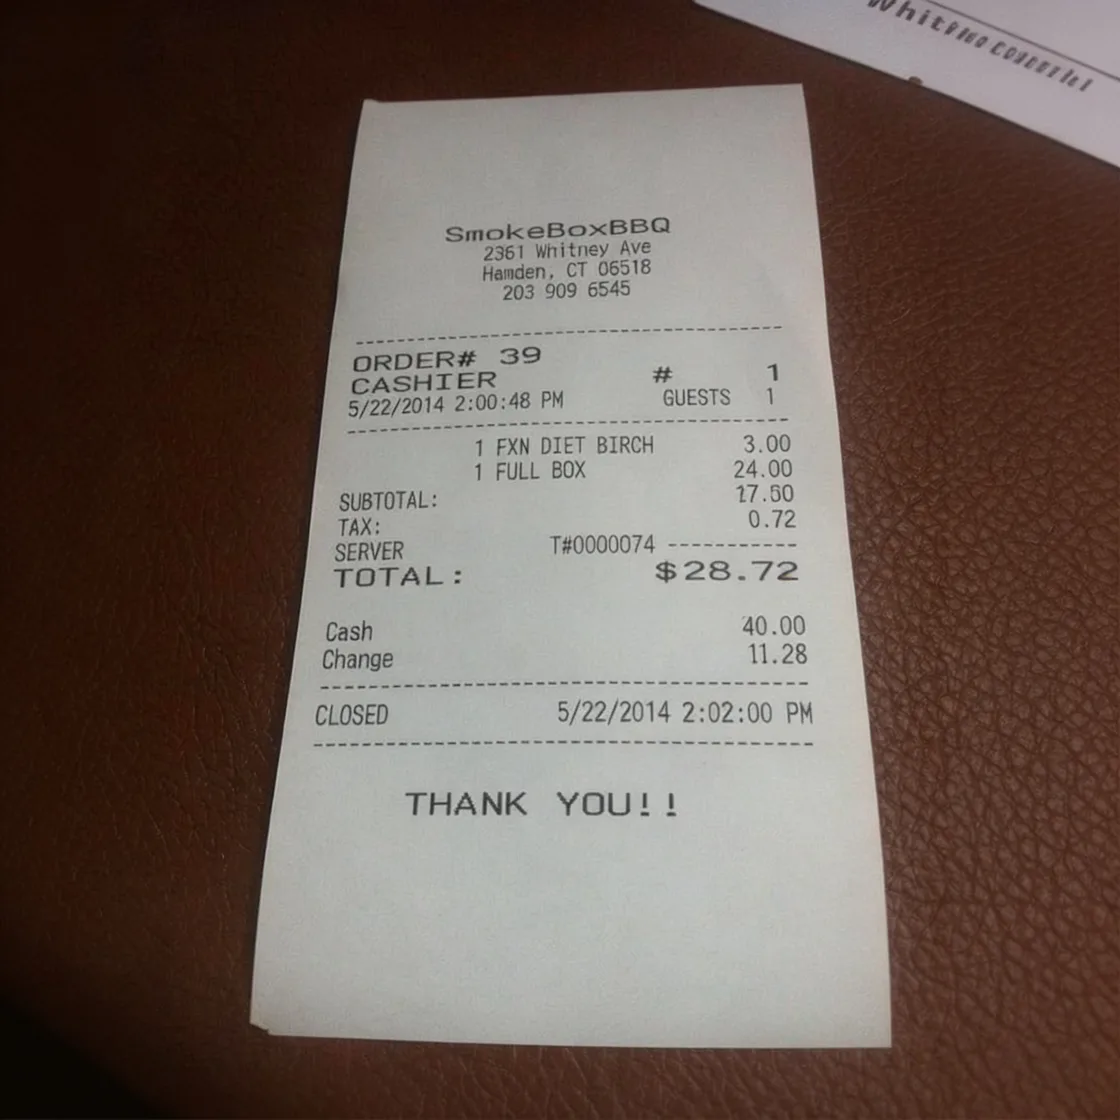 SmokeBoxBBQ
2361 Whitney Ave
Hamden, CT 06518
203 909 6545
ORDER# 39
CASHIER # 1
5/22/2014 2:00:48 PM GUESTS 1
1 FXN DIET BIRCH 3.00
1 FULL BOX 24.00
SUBTOTAL: 17.50
TAX: 0.72
SERVER T#0000074 -----------
TOTAL: $28.72
Cash 40.00
Change 11.28
CLOSED 5/22/2014 2:02:00 PM
THANK YOU!!